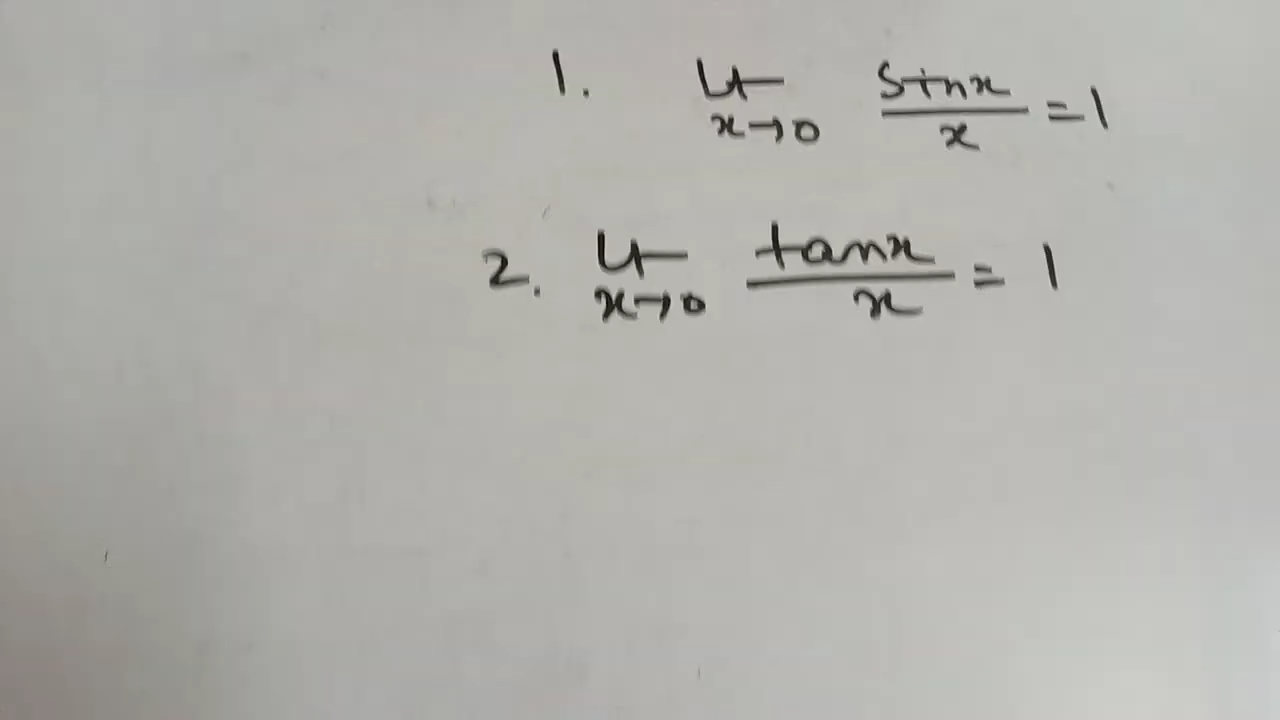 1. Lt x→0 sinx/x =1
2. Lt x→0 tanx/x = 1